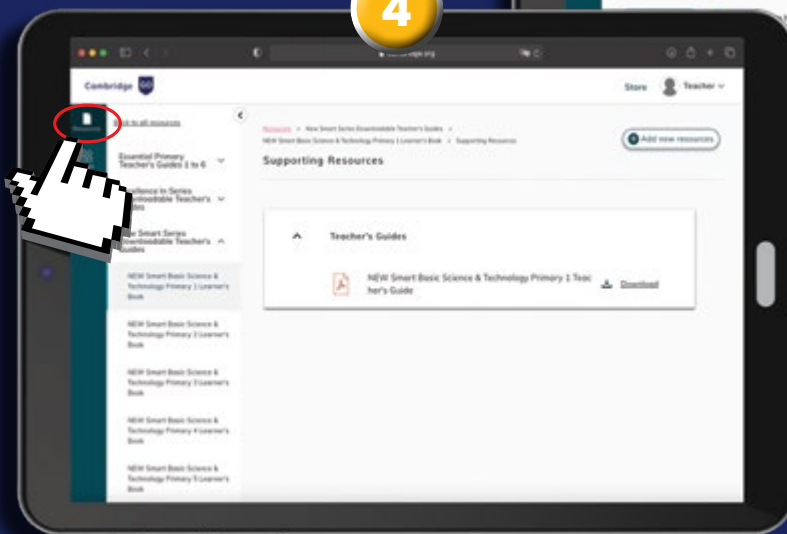 4
Cambridge GO
Store
Teacher
Resources
Back to all resources
Resources > New Smart Series Downloadable Teacher's Guides >
NEW Smart Basic Science & Technology Primary 1 Learner's Book > Supporting Resources
Add new resources
Supporting Resources
Essential Primary
Teacher's Guides 1 to 6
Excellence in Series
Downloadable Teacher's
New Smart Series
Downloadable Teacher's
Guides
Teacher's Guides
NEW Smart Basic Science & Technology Primary 1 Teac
her's Guide
Download
NEW Smart Basic Science &
Technology Primary 1 Learner's
Book
NEW Smart Basic Science &
Technology Primary 2 Learner's
Book
NEW Smart Basic Science &
Technology Primary 3 Learner's
Book
NEW Smart Basic Science &
Technology Primary 4 Learner's
Book
NEW Smart Basic Science &
Technology Primary 5 Learner's
Book